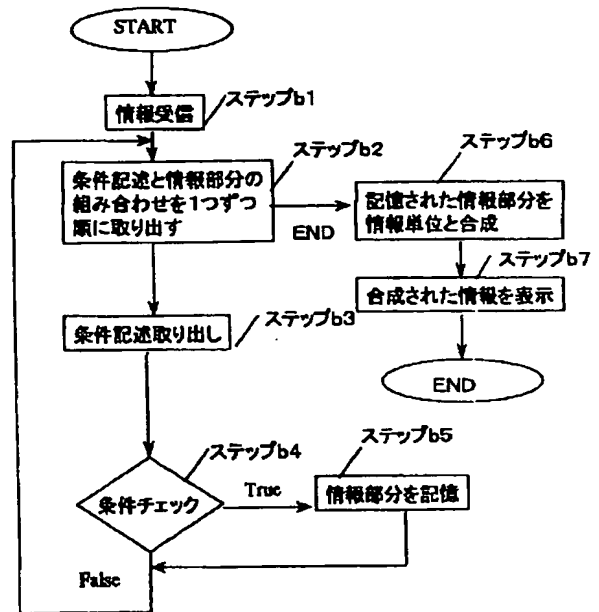 START
ステップb1
情報受信
ステップb2
条件記述と情報部分の
組み合わせを1つずつ
順に取り出す
END
ステップb6
記憶された情報部分を
情報単位と合成
ステップb7
合成された情報を表示
END
ステップb3
条件記述取り出し
ステップb4
条件チェック
True
ステップb5
情報部分を記憶
False